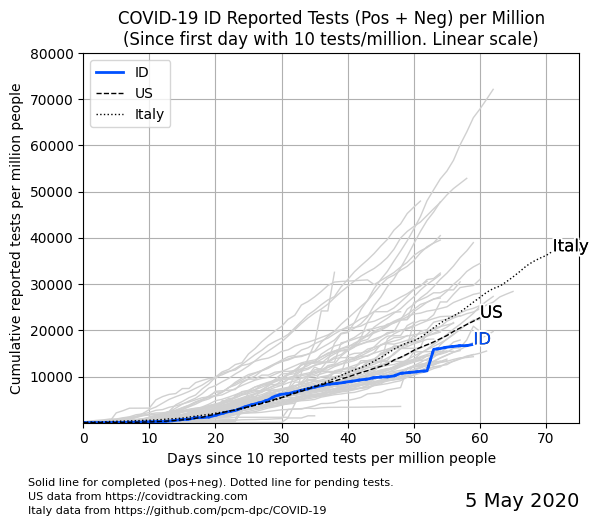 COVID-19 ID Reported Tests (Pos + Neg) per Million
(Since first day with 10 tests/million. Linear scale)
Cumulative reported tests per million people
80000
70000
60000
50000
40000
30000
20000
10000
ID
US
Italy
Italy
US
ID
0 10 20 30 40 50 60 70
Days since 10 reported tests per million people
Solid line for completed (pos+neg). Dotted line for pending tests.
US data from https://covidtracking.com
Italy data from https://github.com/pcm-dpc/COVID-19
5 May 2020